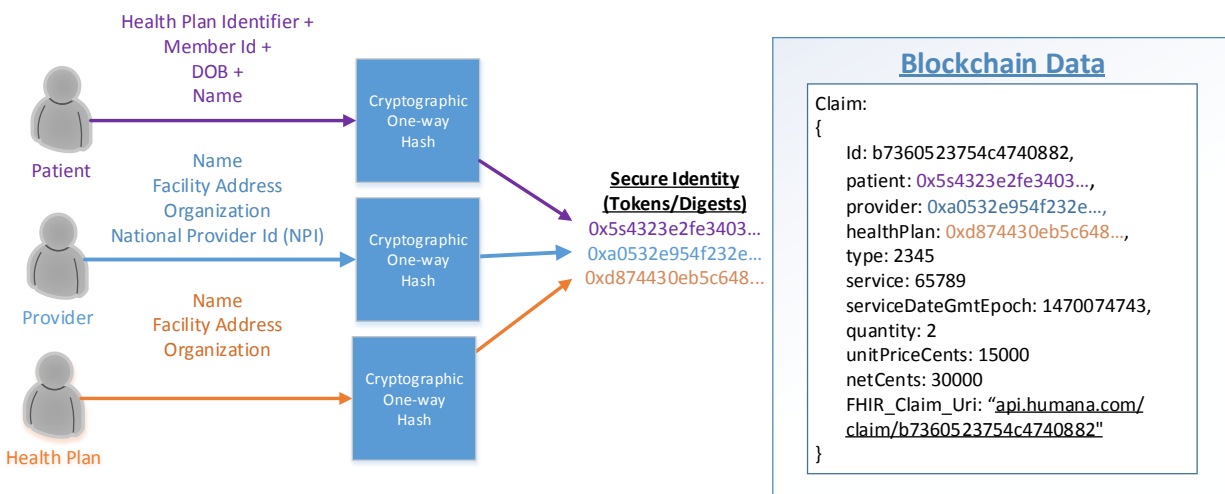 Health Plan Identifier +
Member Id +
DOB +
Name
Patient
Cryptographic
One-way
Hash
Name
Facility Address
Organization
National Provider Id (NPI)
Provider
Cryptographic
One-way
Hash
Name
Facility Address
Organization
Health Plan
Cryptographic
One-way
Hash
Secure Identity
(Tokens/Digests)
0x5s4323e2fe3403...
0xa0532e954f232e...
0xd874430eb5c648...
Blockchain Data
Claim:
{
Id: b7360523754c4740882,
patient: 0x5s4323e2fe3403...,
provider: 0xa0532e954f232e...,
healthPlan: 0xd874430eb5c648...,
type: 2345
service: 65789
serviceDateGmtEpoch: 1470074743,
quantity: 2
unitPriceCents: 15000
netCents: 30000
FHIR_Claim_Uri: “api.humana.com/
claim/b7360523754c4740882"
}